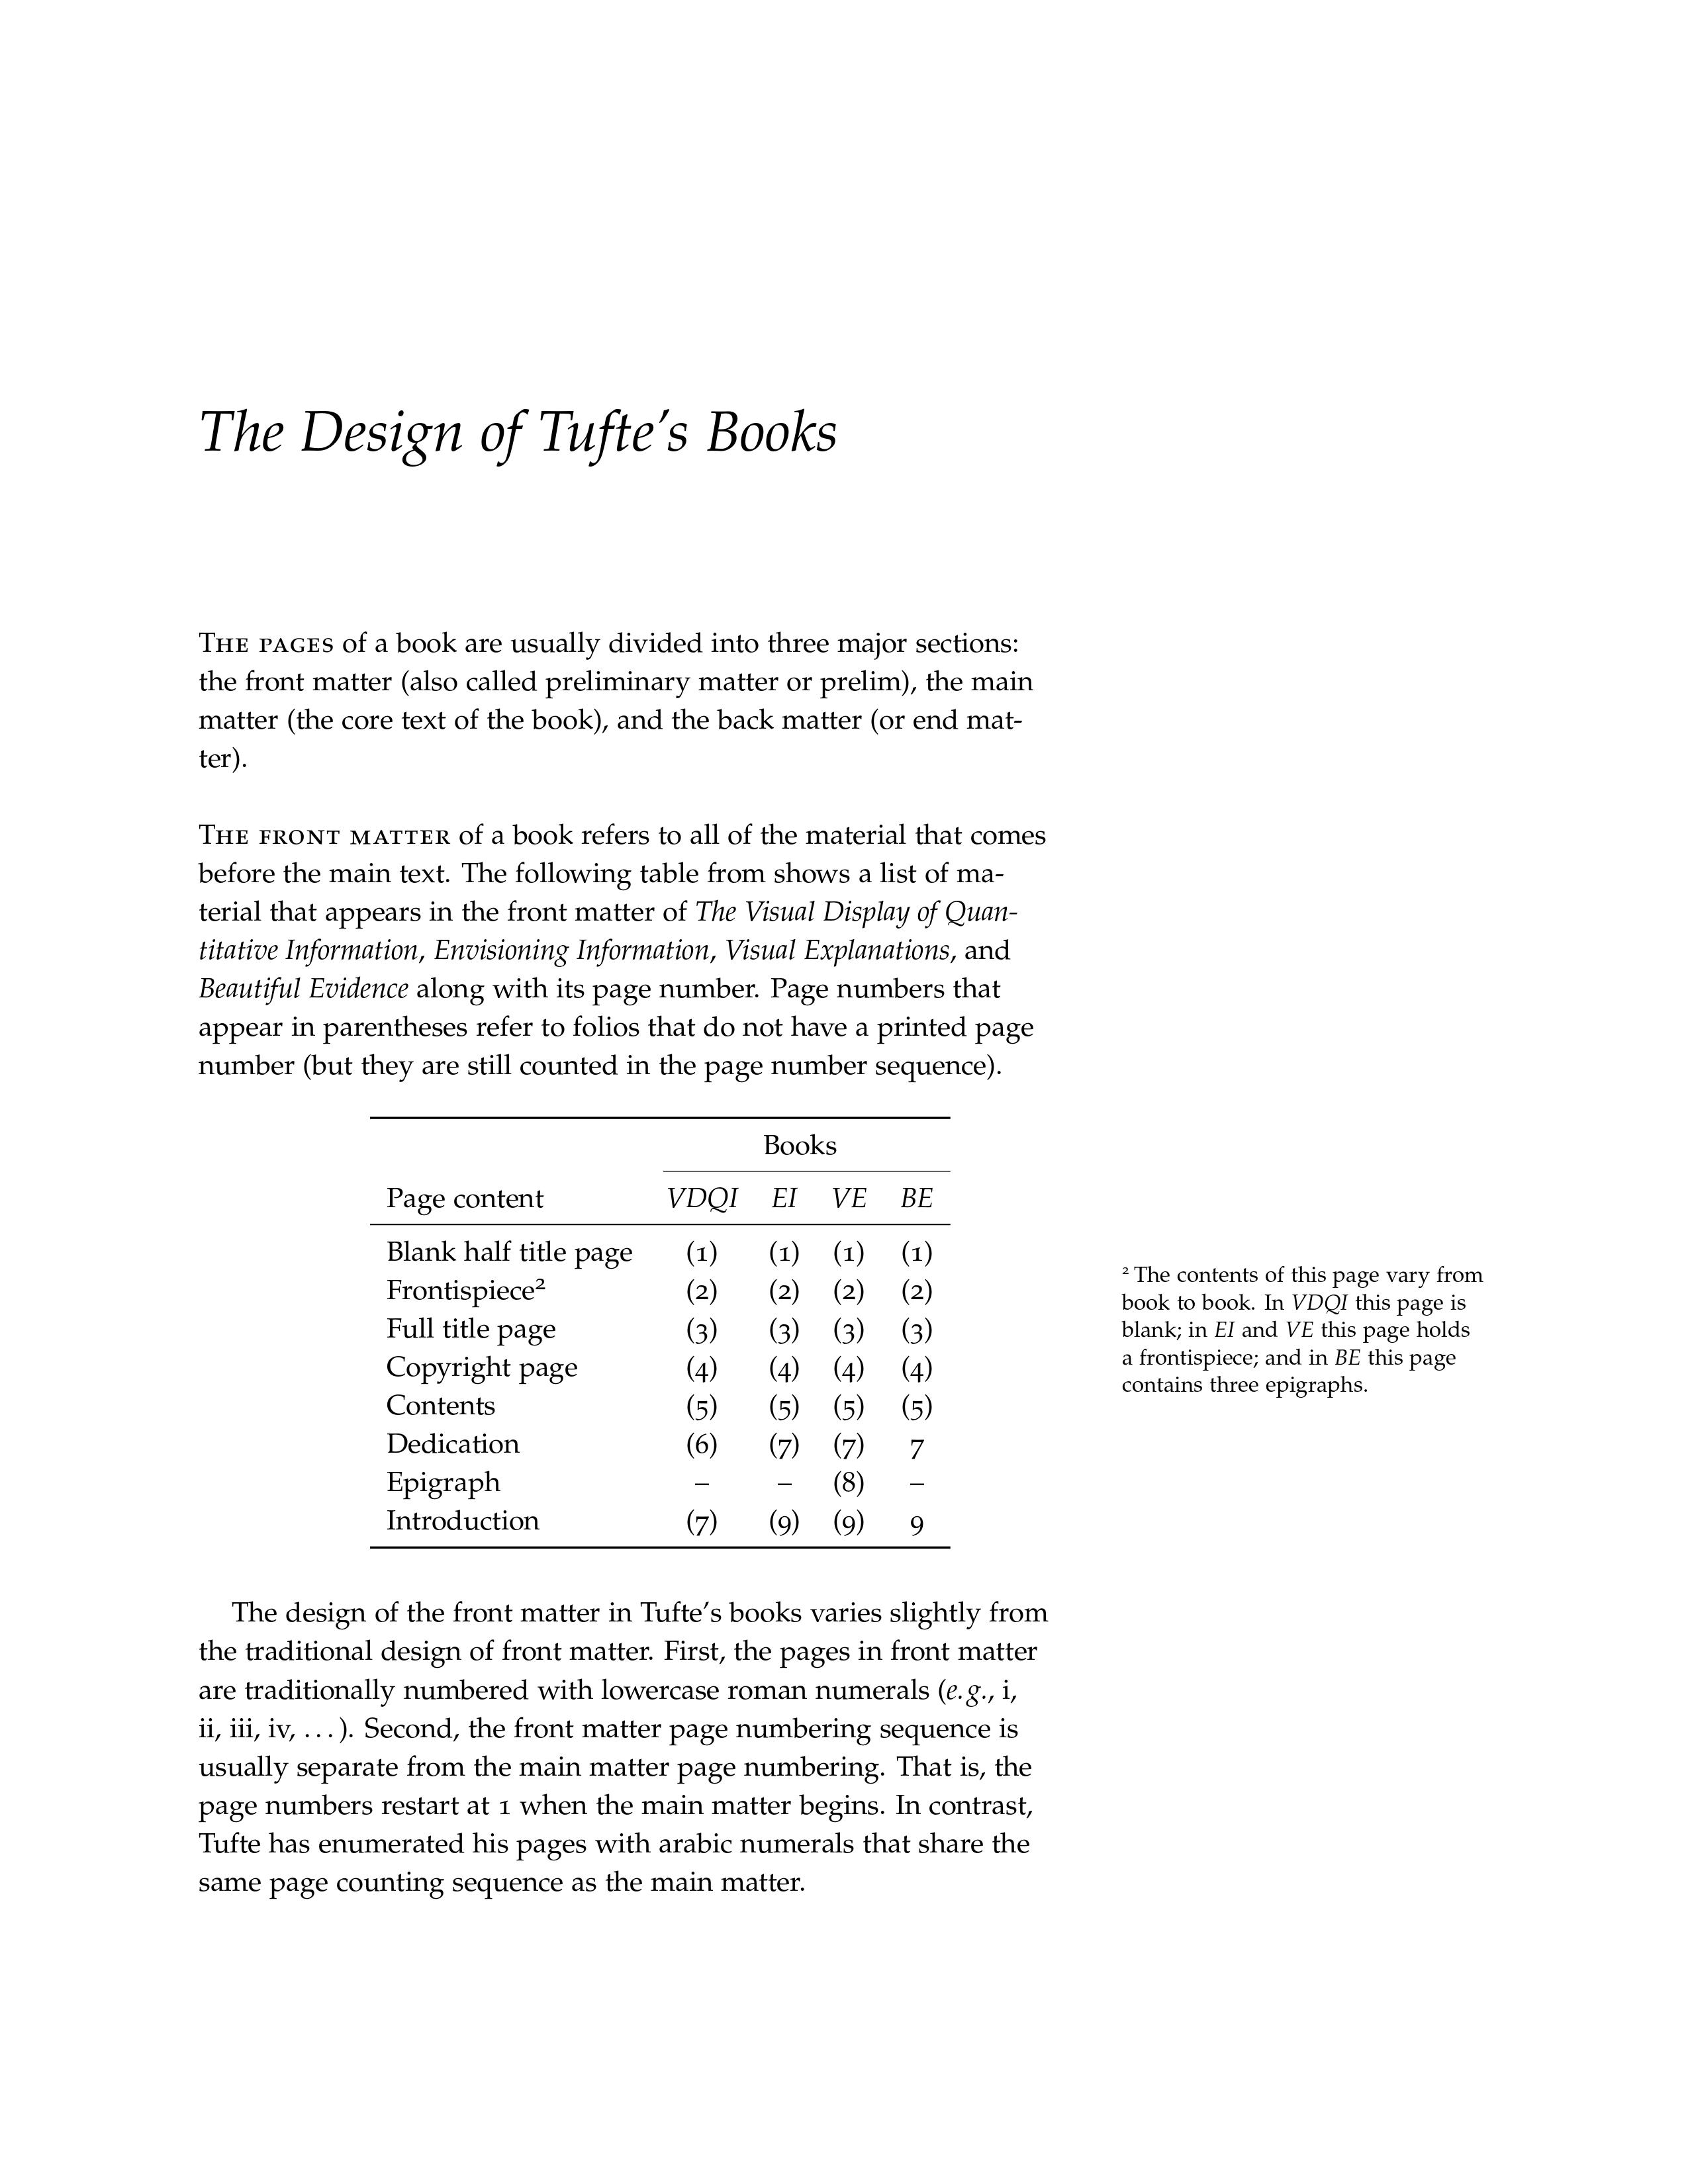 The Design of Tufte’s Books
THE PAGES of a book are usually divided into three major sections:
the front matter (also called preliminary matter or prelim), the main
matter (the core text of the book), and the back matter (or end mat-
ter).
THE FRONT MATTER of a book refers to all of the material that comes
before the main text. The following table from shows a list of ma-
terial that appears in the front matter of The Visual Display of Quan-
titative Information, Envisioning Information, Visual Explanations, and
Beautiful Evidence along with its page number. Page numbers that
appear in parentheses refer to folios that do not have a printed page
number (but they are still counted in the page number sequence).
Books
Page content VDQI EI VE BE
Blank half title page (1) (1) (1) (1)
Frontispiece² (2) (2) (2) (2)
Full title page (3) (3) (3) (3)
Copyright page (4) (4) (4) (4)
Contents (5) (5) (5) (5)
Dedication (6) (7) (7) 7
Epigraph – – (8) –
Introduction (7) (9) (9) 9
² The contents of this page vary from
book to book. In VDQI this page is
blank; in EI and VE this page holds
a frontispiece; and in BE this page
contains three epigraphs.
The design of the front matter in Tufte’s books varies slightly from
the traditional design of front matter. First, the pages in front matter
are traditionally numbered with lowercase roman numerals (e.g., i,
ii, iii, iv, . . . ). Second, the front matter page numbering sequence is
usually separate from the main matter page numbering. That is, the
page numbers restart at 1 when the main matter begins. In contrast,
Tufte has enumerated his pages with arabic numerals that share the
same page counting sequence as the main matter.